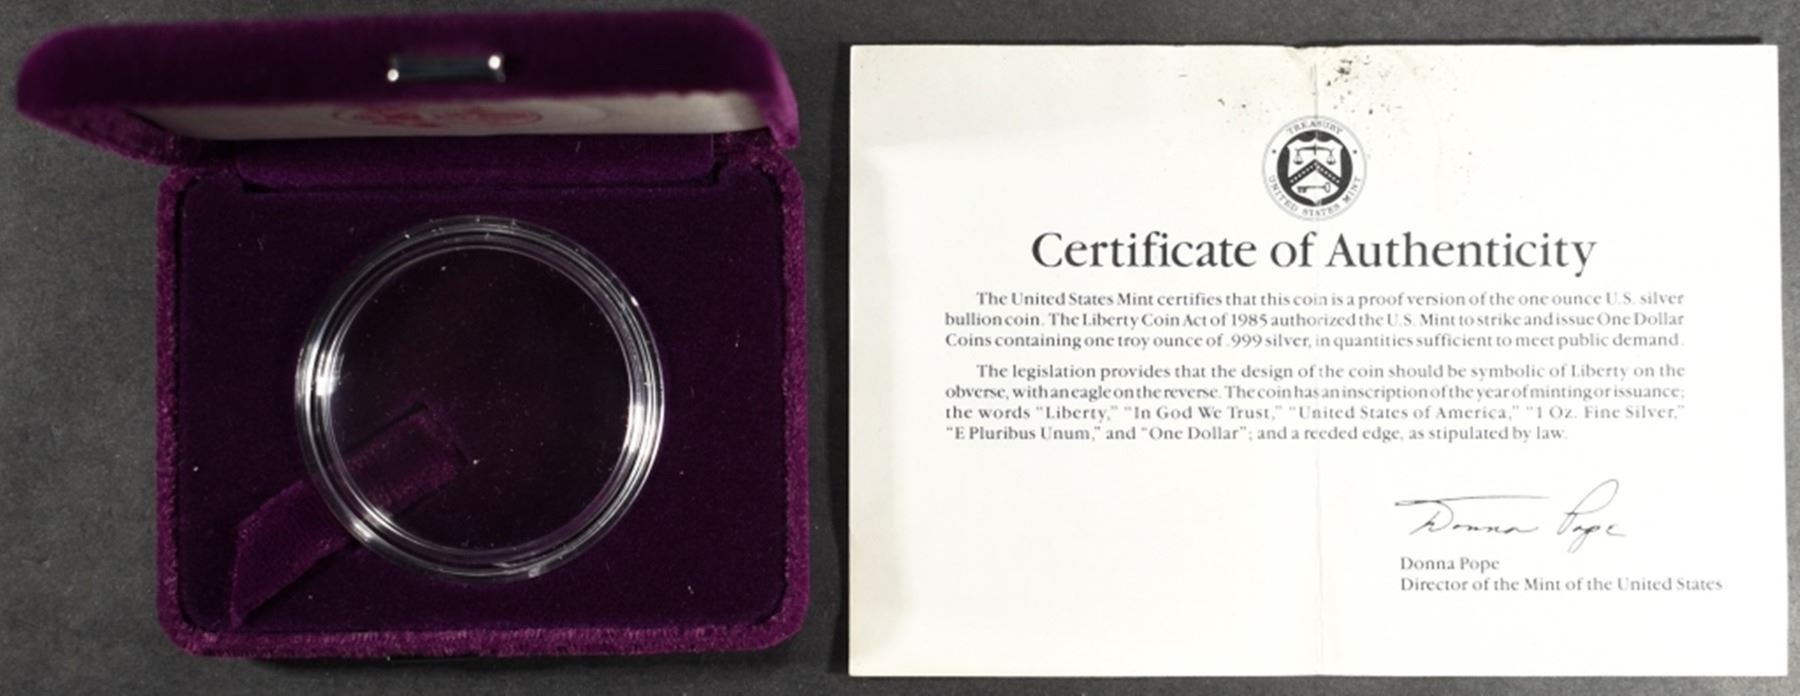 TREASURY
UNITED STATES MINT
Certificate of Authenticity
The United States Mint certifies that this coin is a proof version of the one ounce U.S. silver
bullion coin. The Liberty Coin Act of 1985 authorized the U.S. Mint to strike and issue One Dollar
Coins containing one troy ounce of .999 silver, in quantities sufficient to meet public demand.
The legislation provides that the design of the coin should be symbolic of Liberty on the
obverse, with an eagle on the reverse. The coin has an inscription of the year of minting or issuance;
the words “Liberty,” “In God We Trust,” “United States of America,” “1 Oz. Fine Silver,”
“E Pluribus Unum,” and “One Dollar”; and a reeded edge, as stipulated by law.
Donna Pope
Donna Pope
Director of the Mint of the United States